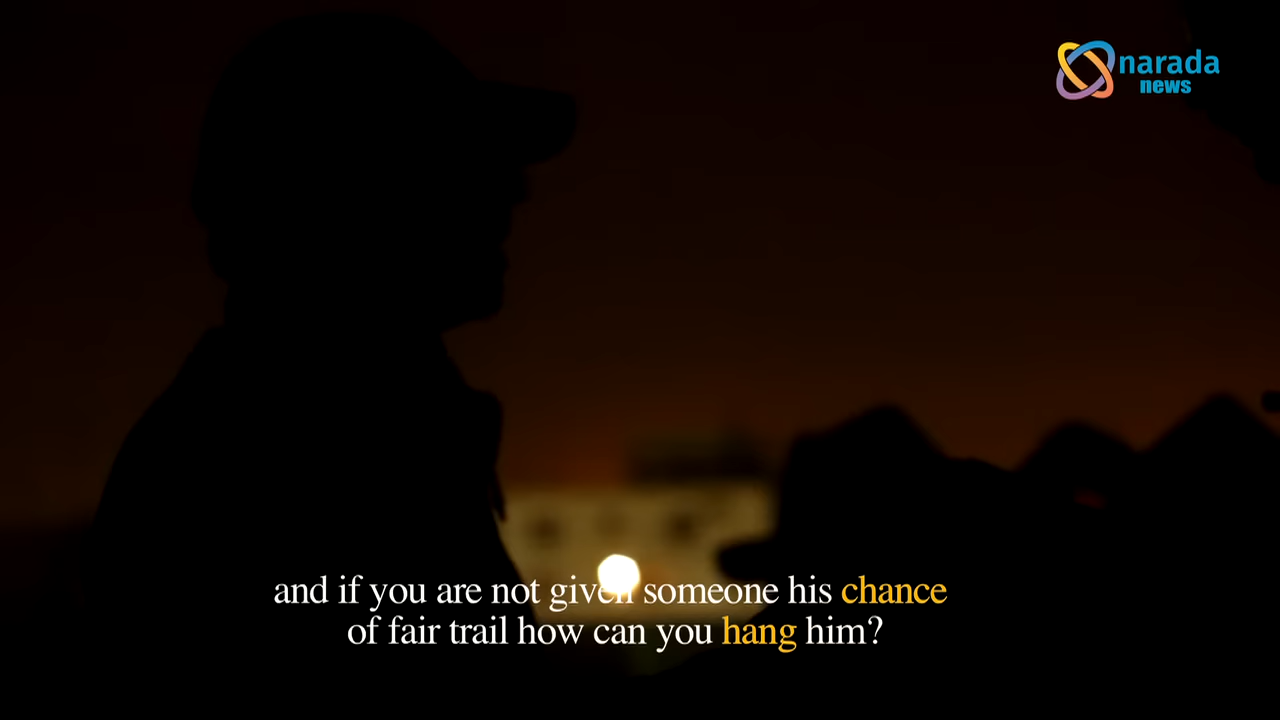 narada
news
and if you are not given someone his chance
of fair trail how can you hang him?